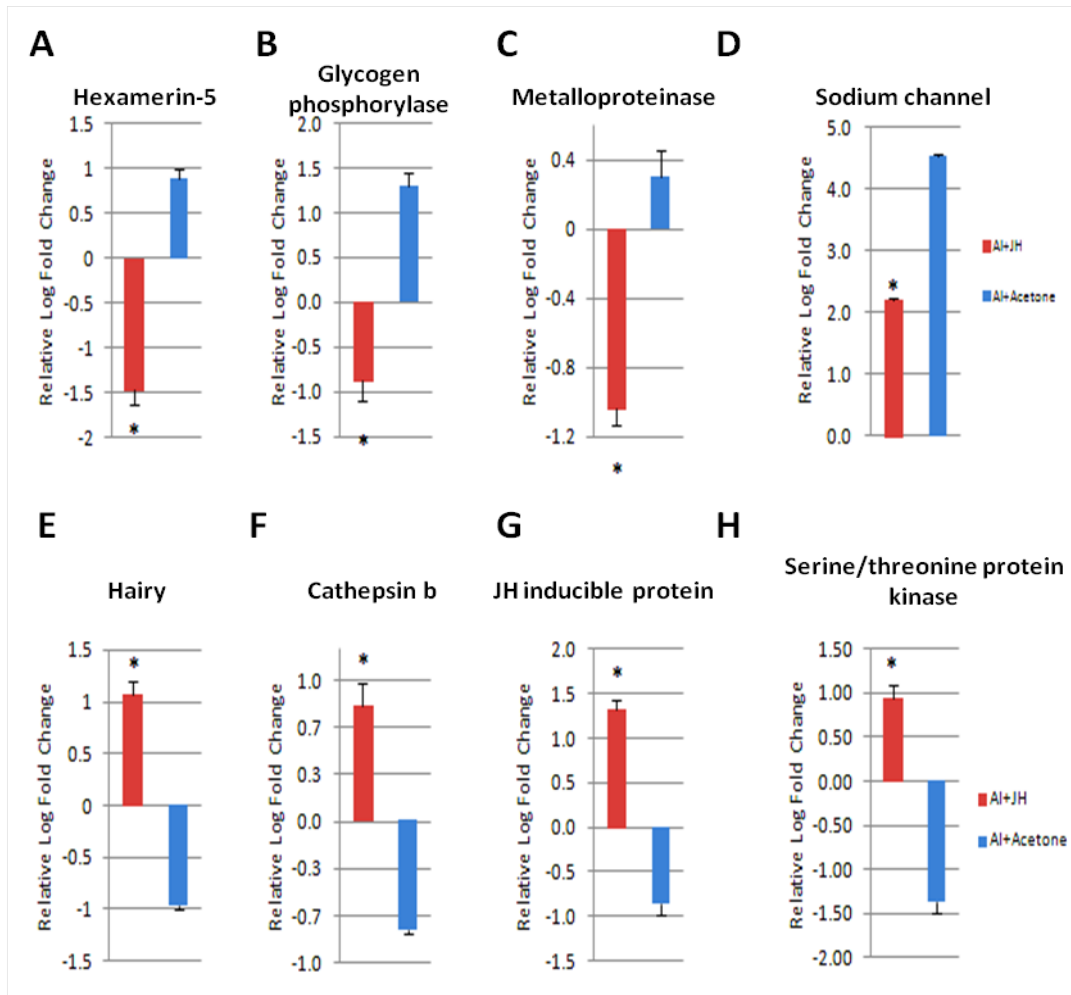 A
B
C
D
Hexamerin-5
Glycogen
phosphorylase
Metalloproteinase
Sodium channel
Relative Log Fold Change
1.5
1
0.5
0
-0.5
-1
-1.5
-2
*
Relative Log Fold Change
2.0
1.5
1.0
0.5
0.0
-0.5
-1.0
-1.5
*
Relative Log Fold Change
0.4
0
-0.4
-0.8
-1.2
*
Relative Log Fold Change
5.0
4.0
3.0
2.0
1.0
0.0
*
AI+JH
AI+Acetone
E
F
G
H
Hairy
Cathepsin b
JH inducible protein
Serine/threonine protein
kinase
Relative Log Fold Change
1.5
1
0.5
0
-0.5
-1
-1.5
*
Relative Log Fold Change
1.0
0.7
0.3
0.0
-0.3
-0.7
-1.0
*
Relative Log Fold Change
2.0
1.5
1.0
0.5
0.0
-0.5
-1.0
-1.5
*
Relative Log Fold Change
1.50
1.00
0.50
0.00
-0.50
-1.00
-1.50
-2.00
*
AI+JH
AI+Acetone